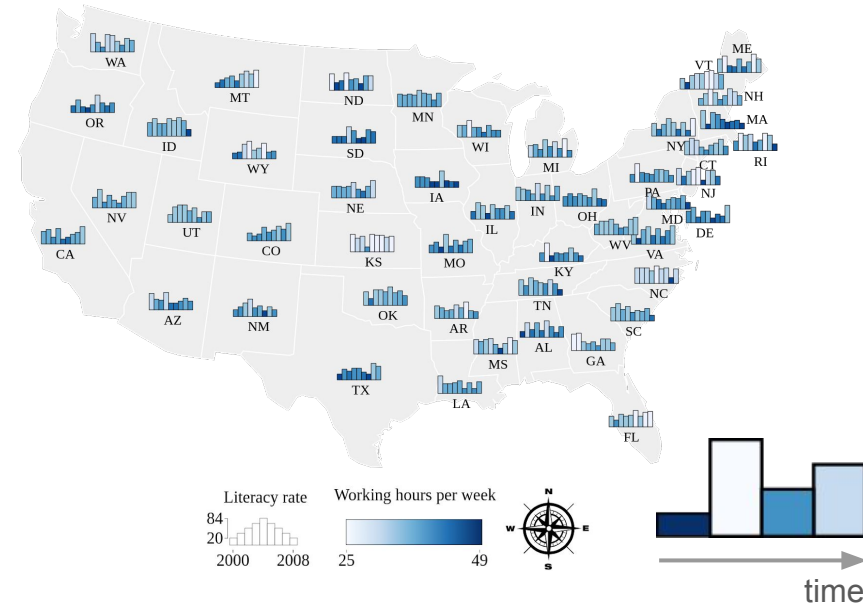 ME
VT
WA
MT
ND
NH
MN
OR
MA
ID
WI
SD
NY
RI
WY
MI
CT
PA
NJ
NE
IA
IN
OH
NV
IL
MD
UT
DE
WV
VA
CA
CO
KS
MO
KY
NC
TN
OK
AZ
NM
AR
SC
AL
GA
MS
TX
LA
FL
Literacy rate
84
20
2000 2008
Working hours per week
25 49
N
W E
S
time